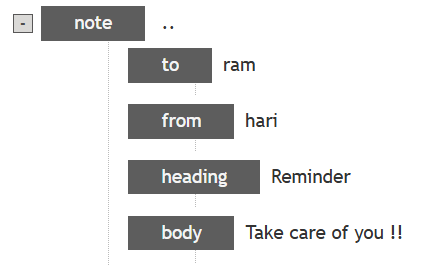 - note ..
to ram
from hari
heading Reminder
body Take care of you !!